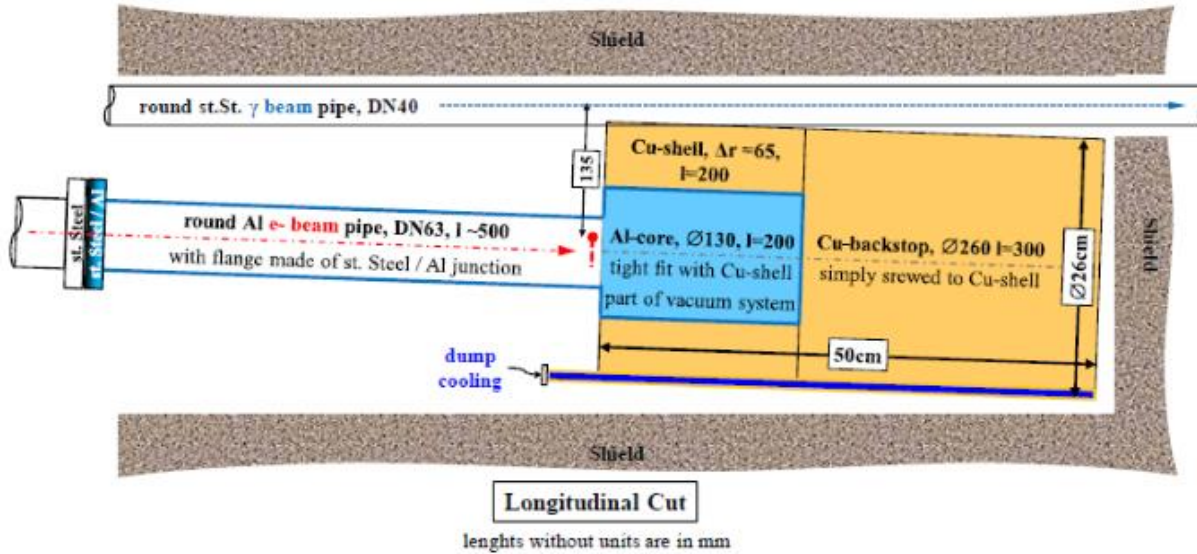 Shield
round st.St. γ beam pipe, DN40
135
Cu-shell, Δr =65,
l=200
st. Steel
st. Steel / Al
round Al e- beam pipe, DN63, l ~500
with flange made of st. Steel / Al junction
Al-core, Ø130, l=200
tight fit with Cu-shell
part of vacuum system
Cu-backstop, Ø260 l=300
simply srewed to Cu-shell
Ø26cm
Shield
50cm
dump
cooling
Shield
Longitudinal Cut
lenghts without units are in mm